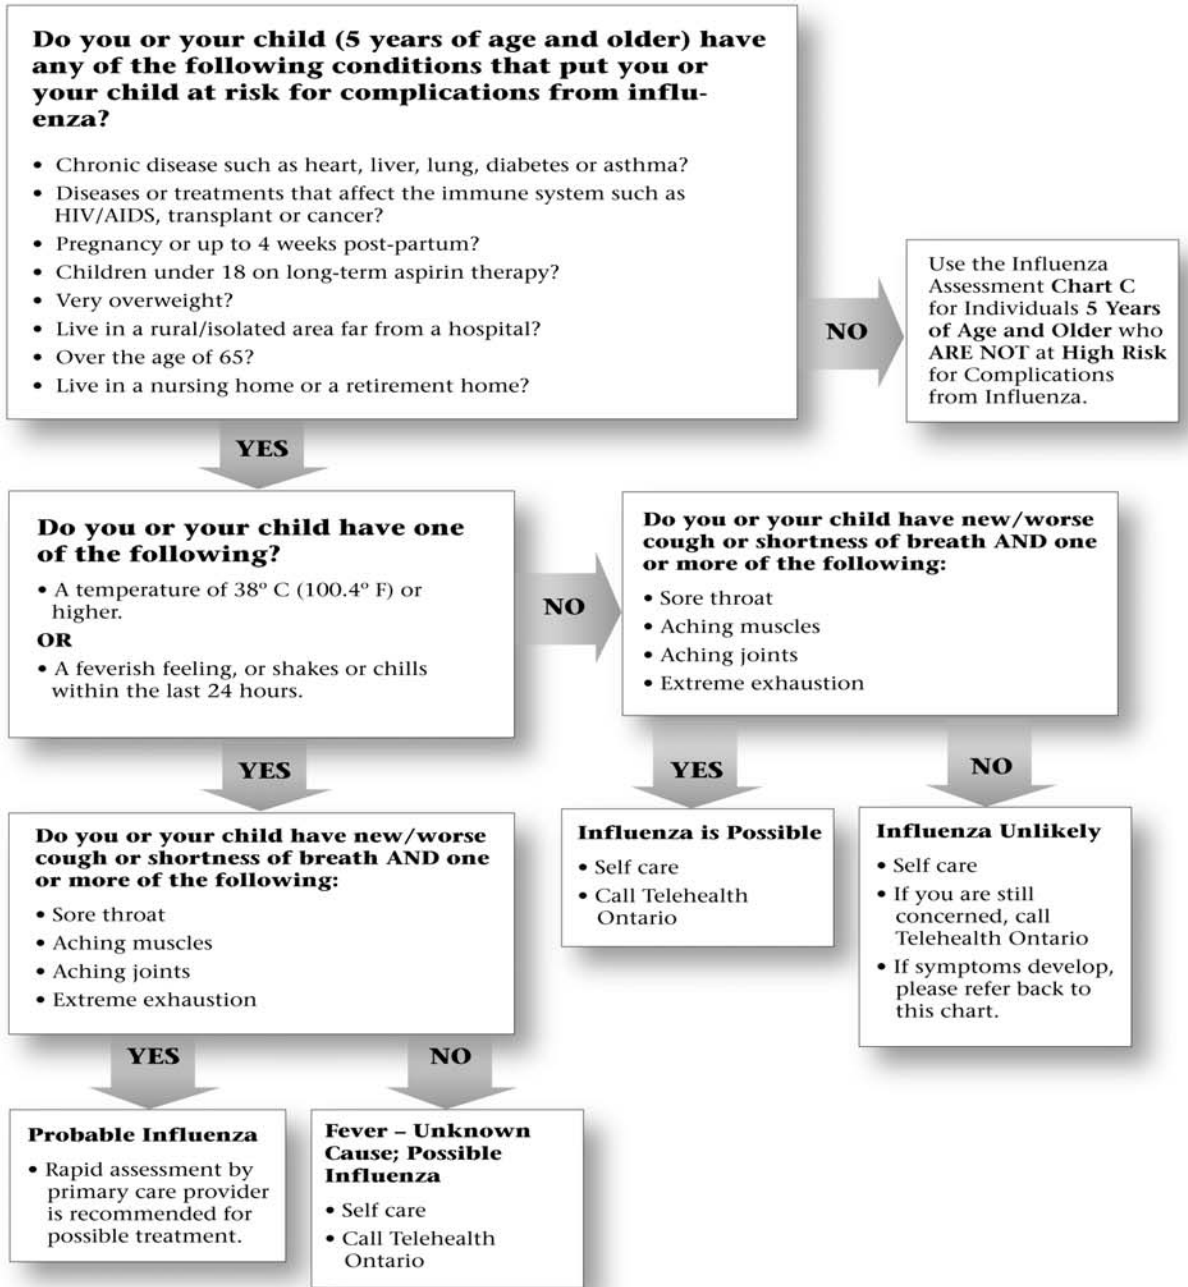 Do you or your child (5 years of age and older) have
any of the following conditions that put you or
your child at risk for complications from influ-
enza?
• Chronic disease such as heart, liver, lung, diabetes or asthma?
• Diseases or treatments that affect the immune system such as
HIV/AIDS, transplant or cancer?
• Pregnancy or up to 4 weeks post-partum?
• Children under 18 on long-term aspirin therapy?
• Very overweight?
• Live in a rural/isolated area far from a hospital?
• Over the age of 65?
• Live in a nursing home or a retirement home?
NO
Use the Influenza
Assessment Chart C
for Individuals 5 Years
of Age and Older who
ARE NOT at High Risk
for Complications
from Influenza.
YES
Do you or your child have one
of the following?
• A temperature of 38º C (100.4º F) or
higher.
OR
• A feverish feeling, or shakes or chills
within the last 24 hours.
NO
Do you or your child have new/worse
cough or shortness of breath AND one
or more of the following:
• Sore throat
• Aching muscles
• Aching joints
• Extreme exhaustion
YES
Do you or your child have new/worse
cough or shortness of breath AND one
or more of the following:
• Sore throat
• Aching muscles
• Aching joints
• Extreme exhaustion
YES
Influenza is Possible
• Self care
• Call Telehealth
Ontario
NO
Influenza Unlikely
• Self care
• If you are still
concerned, call
Telehealth Ontario
• If symptoms develop,
please refer back to
this chart.
YES
Probable Influenza
• Rapid assessment by
primary care provider
is recommended for
possible treatment.
NO
Fever – Unknown
Cause; Possible
Influenza
• Self care
• Call Telehealth
Ontario